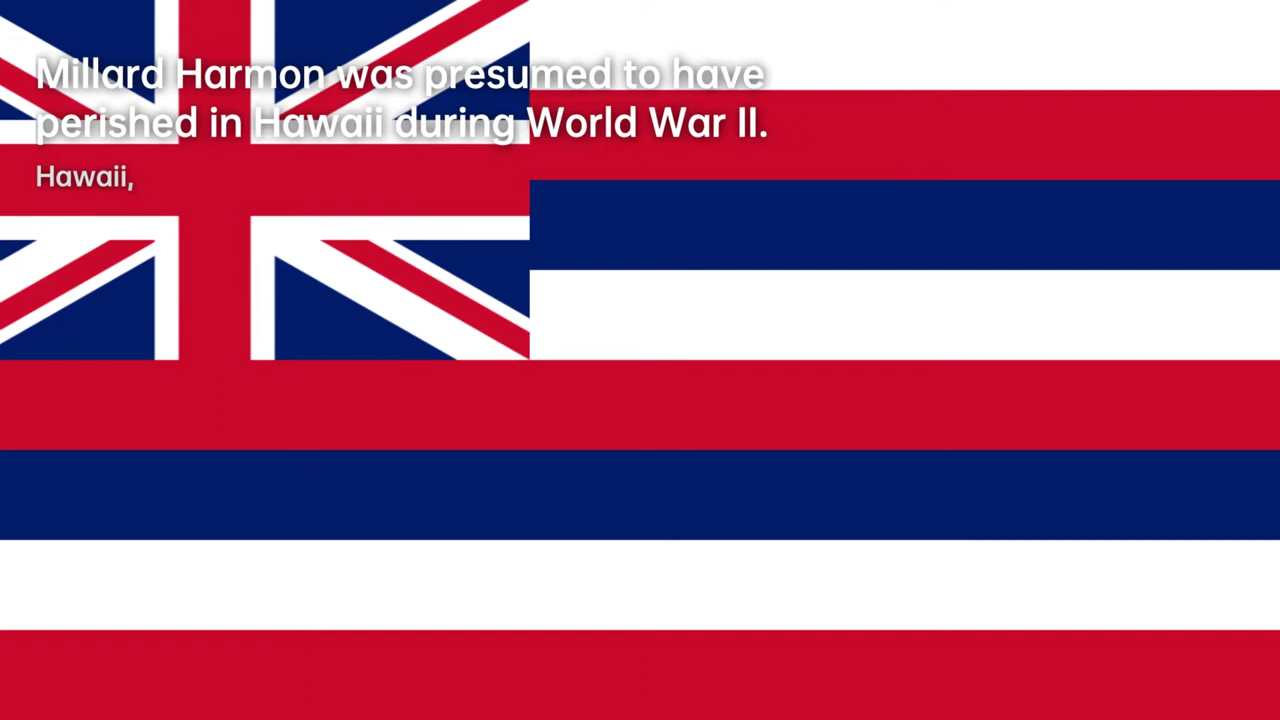 Millard Harmon was presumed to have
perished in Hawaii during World War II.
Hawaii,